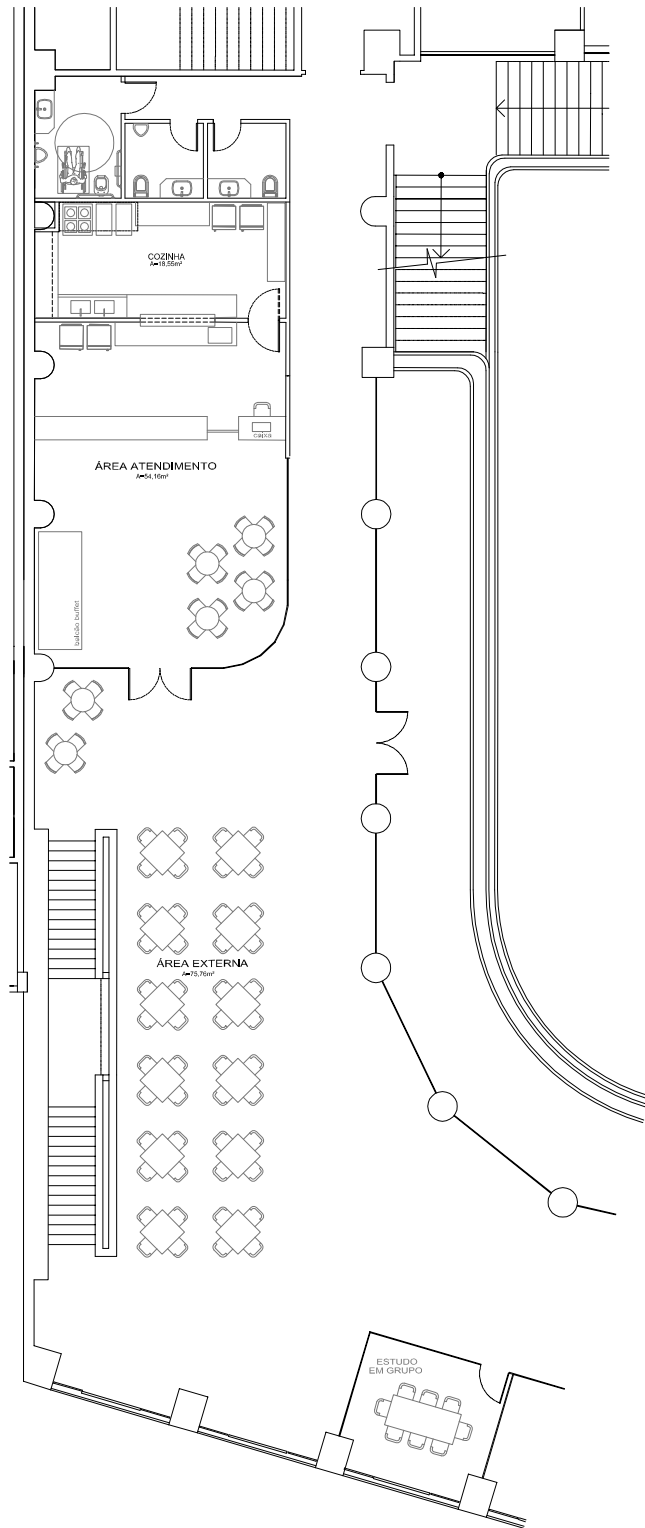 COZINHA
A=18,55m²
CAIXA
ÁREA ATENDIMENTO
A=54,16m²
balcão buffet
ÁREA EXTERNA
A=75,76m²
ESTUDO
EM GRUPO